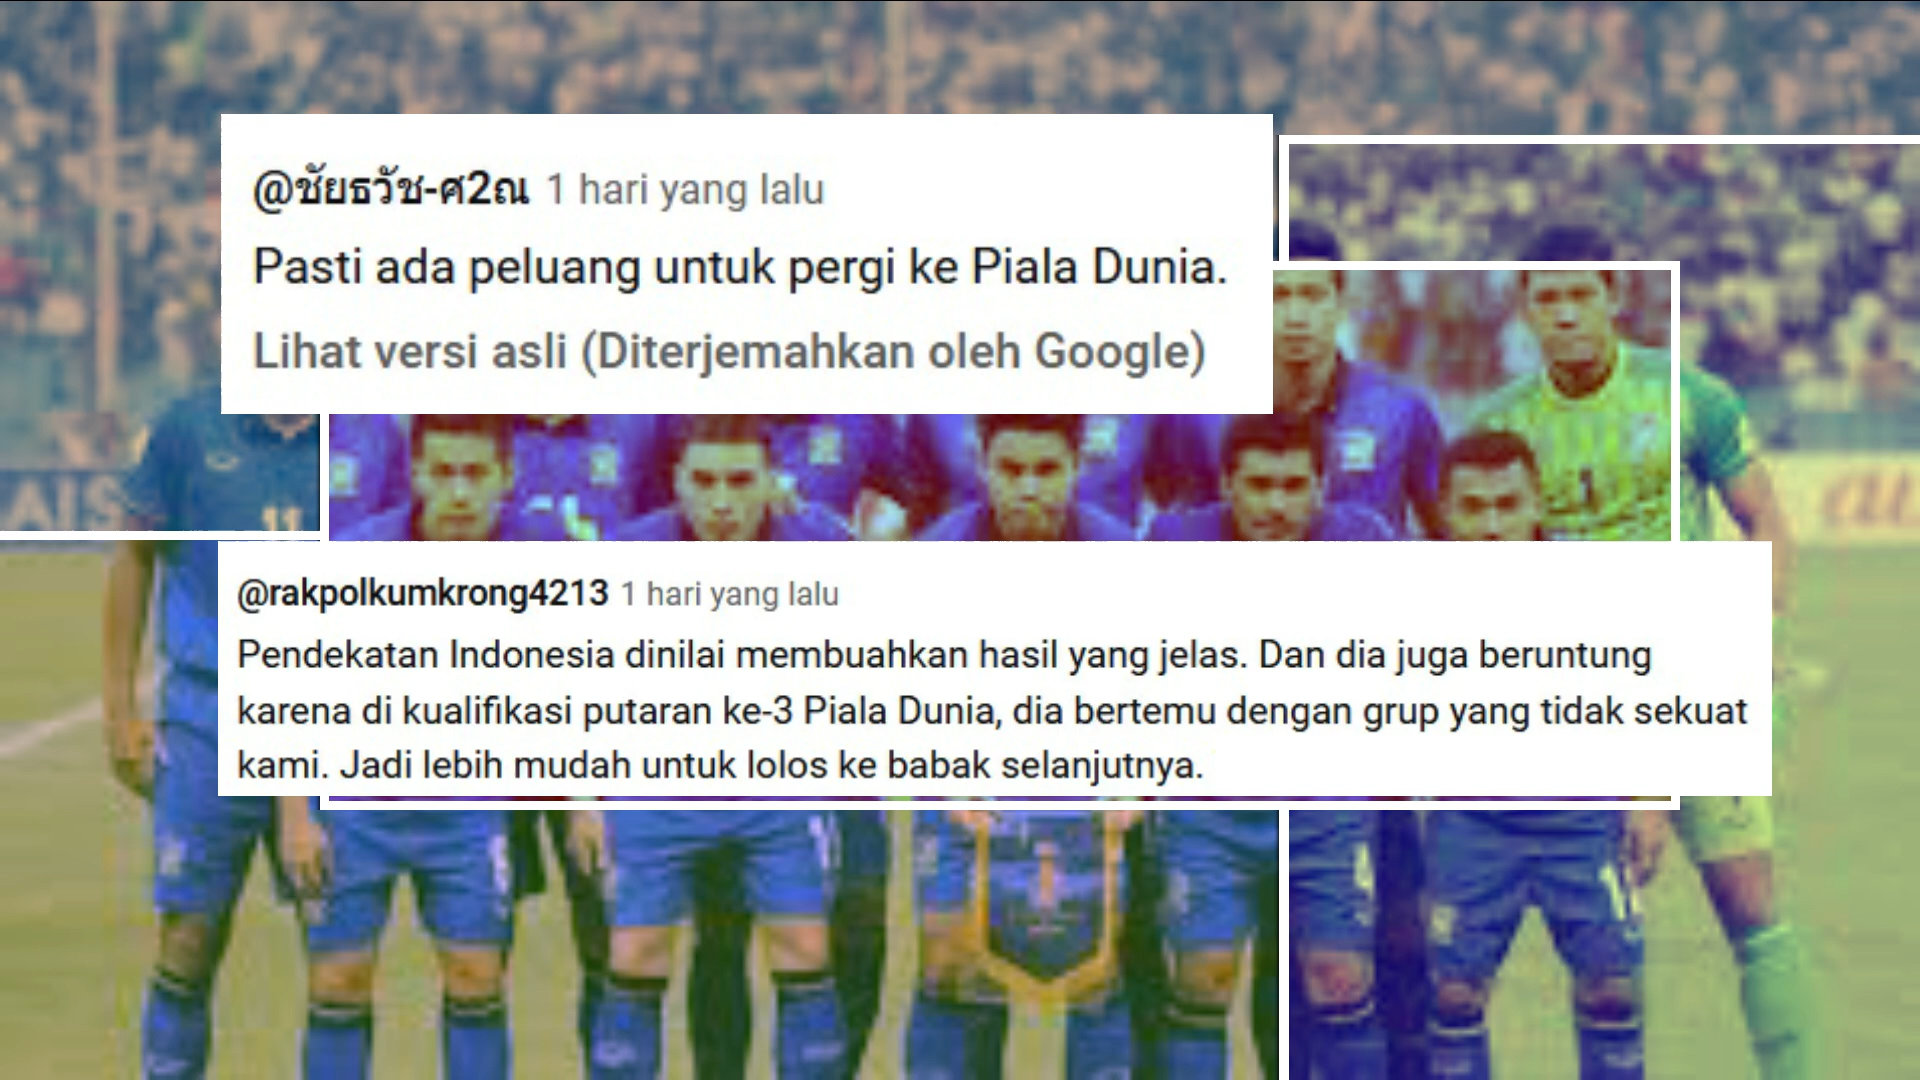 @ชัยธวัช-ศ2ณ 1 hari yang lalu
Pasti ada peluang untuk pergi ke Piala Dunia.
Lihat versi asli (Diterjemahkan oleh Google)
AIS
11
1
@rakpolkumkrong4213 1 hari yang lalu
Pendekatan Indonesia dinilai membuahkan hasil yang jelas. Dan dia juga beruntung
karena di kualifikasi putaran ke-3 Piala Dunia, dia bertemu dengan grup yang tidak sekuat
kami. Jadi lebih mudah untuk lolos ke babak selanjutnya.